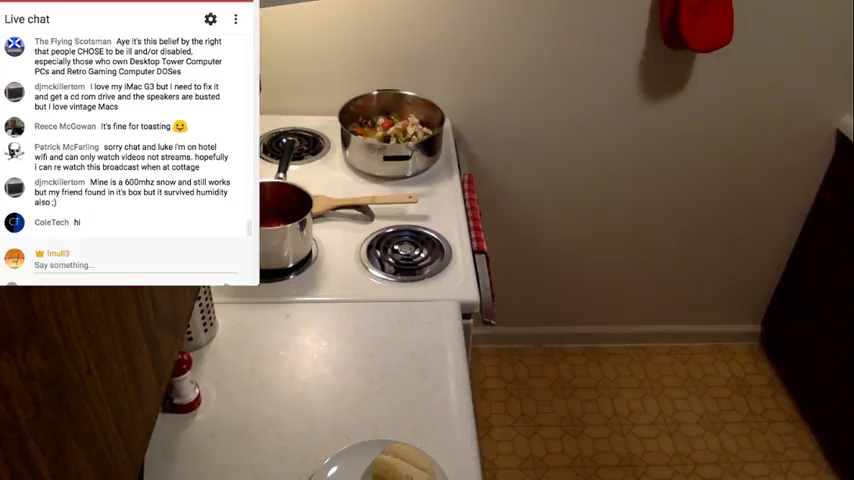 Live chat
The Flying Scotsman Aye it's this belief by the right
that people CHOSE to be ill and/or disabled,
especially those who own Desktop Tower Computer
PCs and Retro Gaming Computer DOSes
djmckillertom I love my iMac G3 but I need to fix it
and get a cd rom drive and the speakers are busted
but I love vintage Macs
Reece McGowan It's fine for toasting
Patrick McFarling sorry chat and luke i'm on hotel
wifi and can only watch videos not streams. hopefully
i can re watch this broadcast when at cottage
djmckillertom Mine is a 600mhz snow and still works
but my friend found in it's box but it survived humidity
also ;)
CT
ColeTech hi
lmull3
Say something...